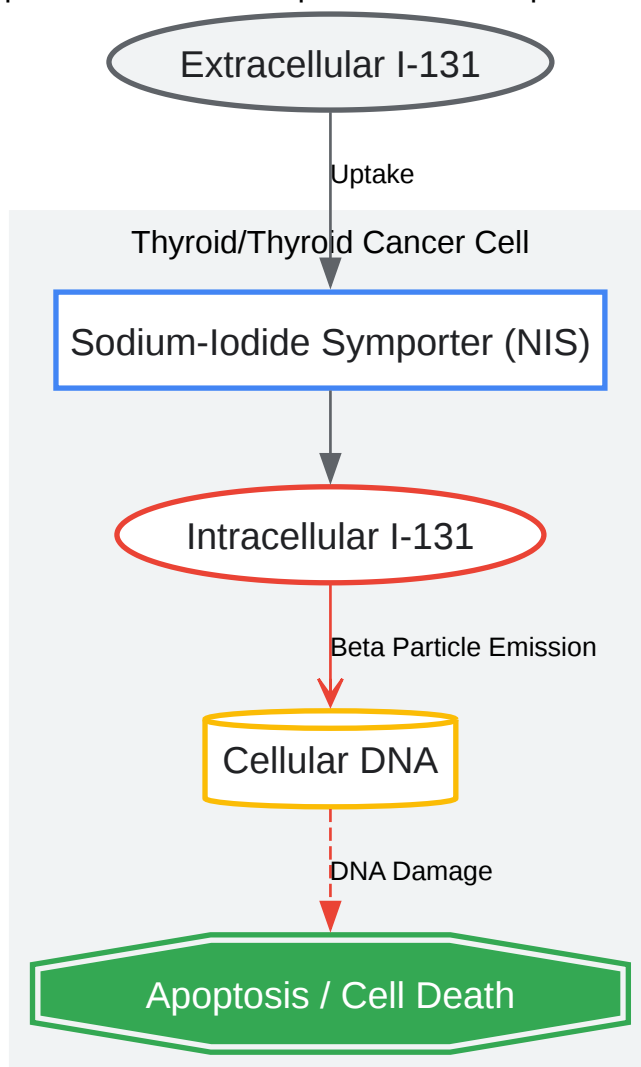 Extracellular I-131
Uptake
Thyroid/Thyroid Cancer Cell
Sodium-Iodide Symporter (NIS)
Intracellular I-131
Beta Particle Emission
Cellular DNA
DNA Damage
Apoptosis / Cell Death